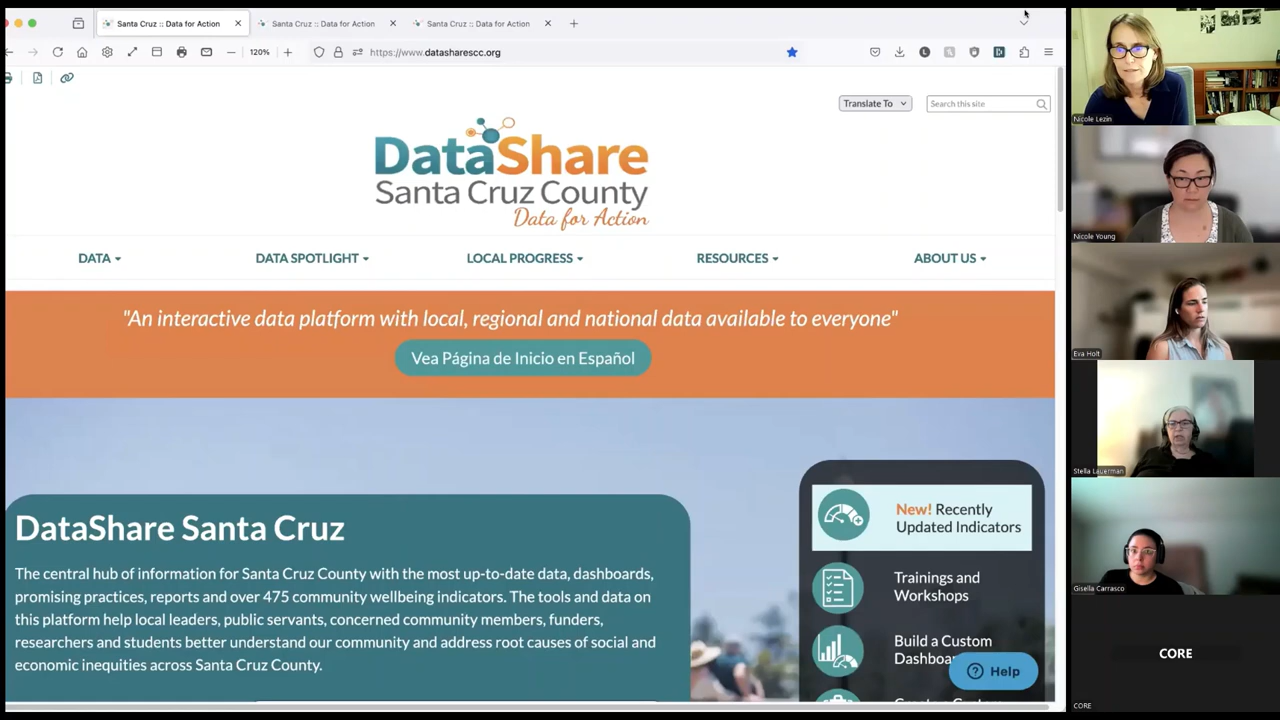 Santa Cruz :: Data for Action
Santa Cruz :: Data for Action
Santa Cruz :: Data for Action
120%
https://www.datasharescc.org
Translate To
Search this site
DataShare
Santa Cruz County
Data for Action
DATA
DATA SPOTLIGHT
LOCAL PROGRESS
RESOURCES
ABOUT US
"An interactive data platform with local, regional and national data available to everyone"
Vea Página de Inicio en Español
DataShare Santa Cruz
The central hub of information for Santa Cruz County with the most up-to-date data, dashboards,
promising practices, reports and over 475 community wellbeing indicators. The tools and data on
this platform help local leaders, public servants, concerned community members, funders,
researchers and students better understand our community and address root causes of social and
economic inequities across Santa Cruz County.
New! Recently
Updated Indicators
Trainings and
Workshops
Build a Custom
Help
Nicole Lezin
Nicole Young
Eva Holt
Stella Lauerman
Gisella Carrasco
CORE
CORE